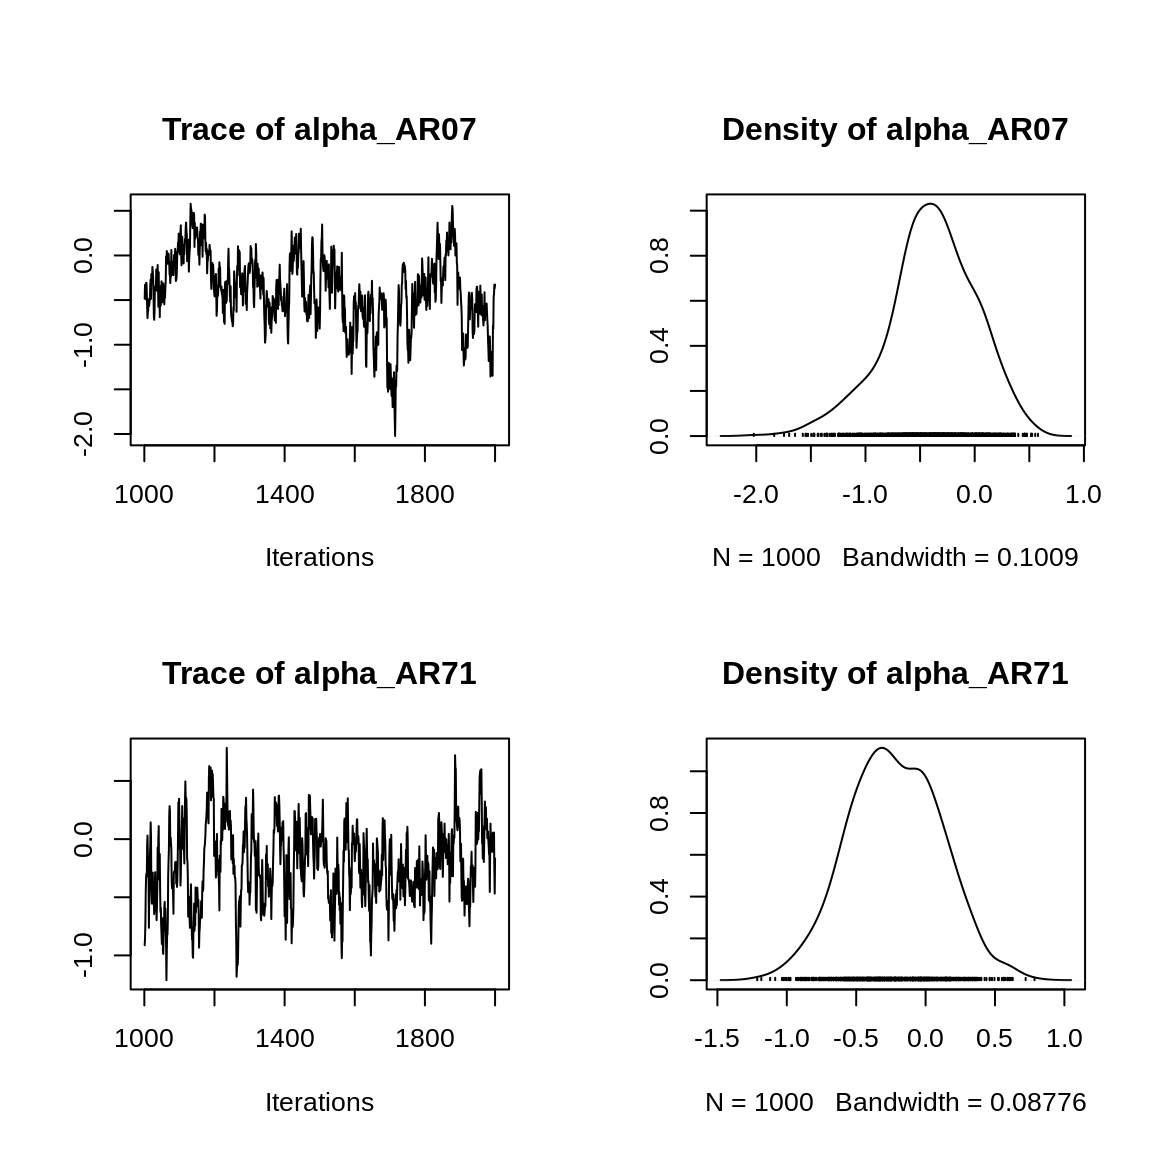 Trace of alpha_AR07
0.0
-1.0
-2.0
1000 1400 1800
Iterations
Density of alpha_AR07
0.8
0.4
0.0
-2.0 -1.0 0.0 1.0
N = 1000 Bandwidth = 0.1009
Trace of alpha_AR71
0.0
-1.0
1000 1400 1800
Iterations
Density of alpha_AR71
0.8
0.4
0.0
-1.5 -1.0 -0.5 0.0 0.5 1.0
N = 1000 Bandwidth = 0.08776